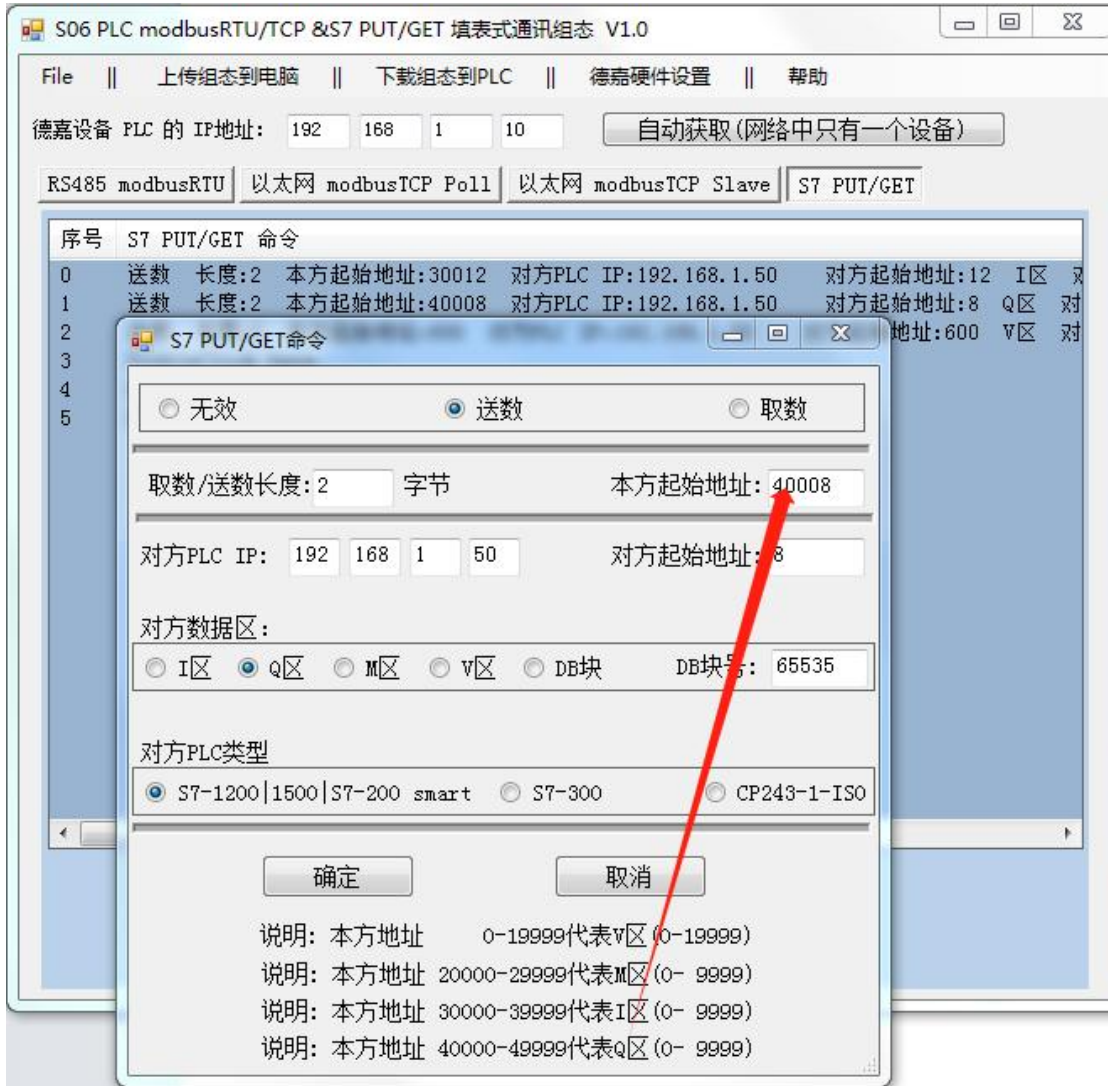 S06 PLC modbusRTU/TCP &S7 PUT/GET 填表式通讯组态 V1.0
File || 上传组态到电脑 || 下载组态到PLC || 德嘉硬件设置 || 帮助
德嘉设备 PLC 的 IP地址: 192 168 1 10 自动获取(网络中只有一个设备)
RS485 modbusRTU 以太网 modbusTCP Poll 以太网 modbusTCP Slave S7 PUT/GET
序号 S7 PUT/GET 命令
0 送数 长度:2 本方起始地址:30012 对方PLC IP:192.168.1.50 对方起始地址:12 I区
1 送数 长度:2 本方起始地址:40008 对方PLC IP:192.168.1.50 对方起始地址:8 Q区 对
2 地址:600 V区 对
3
4
5
S7 PUT/GET命令
无效 送数 取数
取数/送数长度:2 字节 本方起始地址: 40008
对方PLC IP: 192 168 1 50 对方起始地址: 8
对方数据区:
I区 Q区 M区 V区 DB块 DB块号: 65535
对方PLC类型
S7-1200|1500|S7-200 smart S7-300 CP243-1-ISO
确定 取消
说明: 本方地址 0-19999代表V区(0-19999)
说明: 本方地址 20000-29999代表M区(0- 9999)
说明: 本方地址 30000-39999代表I区(0- 9999)
说明: 本方地址 40000-49999代表Q区(0- 9999)